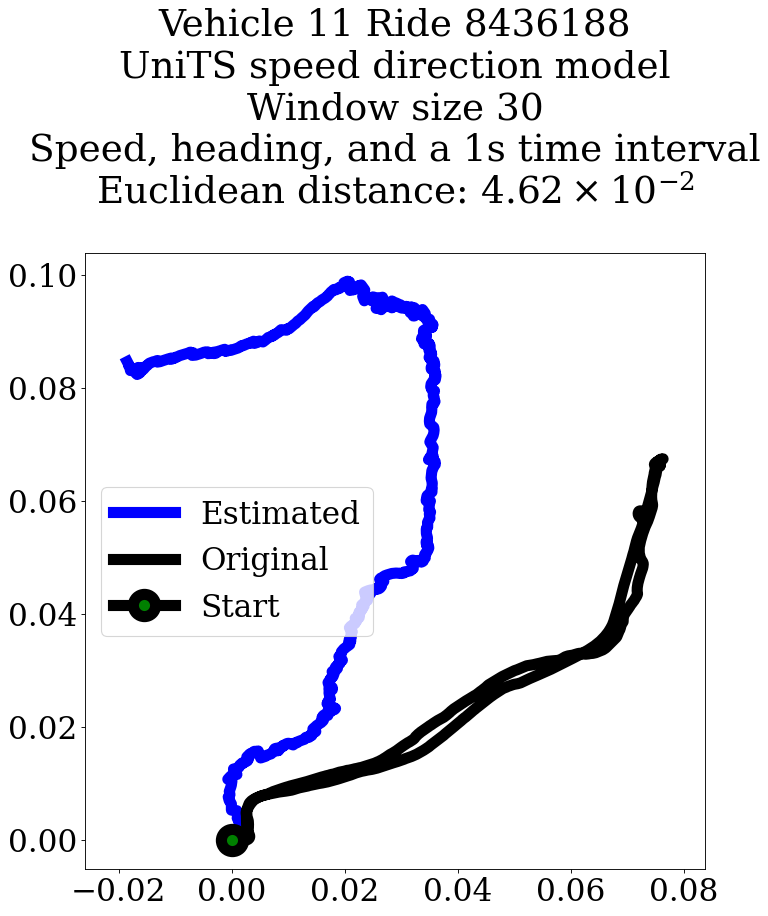 Vehicle 11 Ride 8436188
UniTS speed direction model
Window size 30
Speed, heading, and a 1s time interval
Euclidean distance: 4.62 × 10⁻²
0.10
0.08
0.06
0.04
0.02
0.00
Estimated
Original
Start
−0.02 0.00 0.02 0.04 0.06 0.08